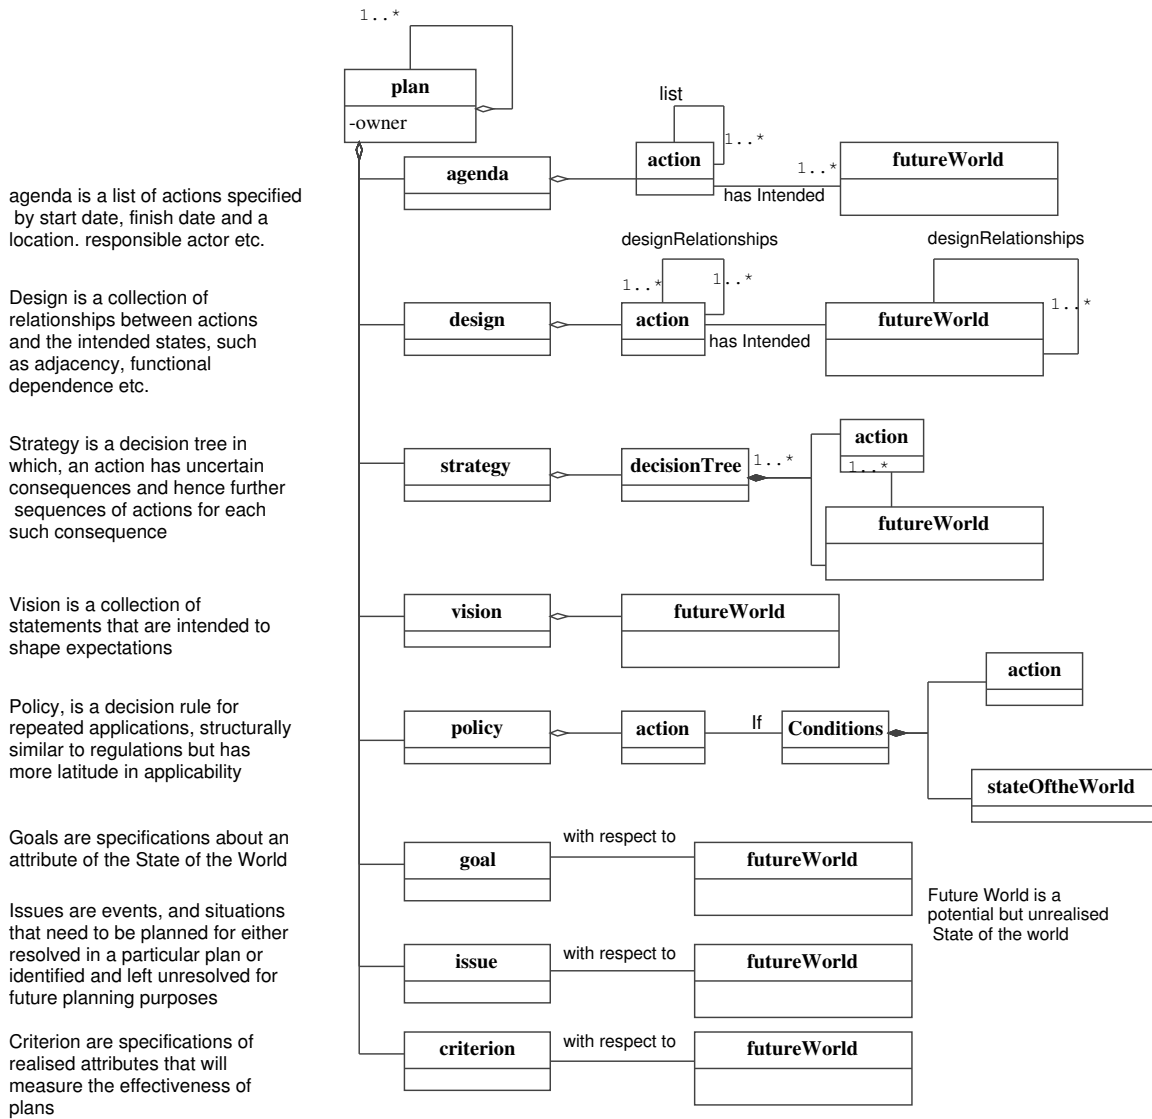 1..*
plan
-owner
list
1..*
action
1..*
futureWorld
agenda
has Intended
agenda is a list of actions specified
by start date, finish date and a
location. responsible actor etc.
designRelationships
designRelationships
1..*
1..*
1..*
Design is a collection of
relationships between actions
and the intended states, such
as adjacency, functional
dependence etc.
design
action
has Intended
futureWorld
Strategy is a decision tree in
which, an action has uncertain
consequences and hence further
sequences of actions for each
such consequence
strategy
decisionTree
1..*
action
1..*
futureWorld
Vision is a collection of
statements that are intended to
shape expectations
vision
futureWorld
Policy, is a decision rule for
repeated applications, structurally
similar to regulations but has
more latitude in applicability
policy
action
If
Conditions
action
stateOftheWorld
Goals are specifications about an
attribute of the State of the World
goal
with respect to
futureWorld
Future World is a
potential but unrealised
State of the world
Issues are events, and situations
that need to be planned for either
resolved in a particular plan or
identified and left unresolved for
future planning purposes
issue
with respect to
futureWorld
Criterion are specifications of
realised attributes that will
measure the effectiveness of
plans
criterion
with respect to
futureWorld